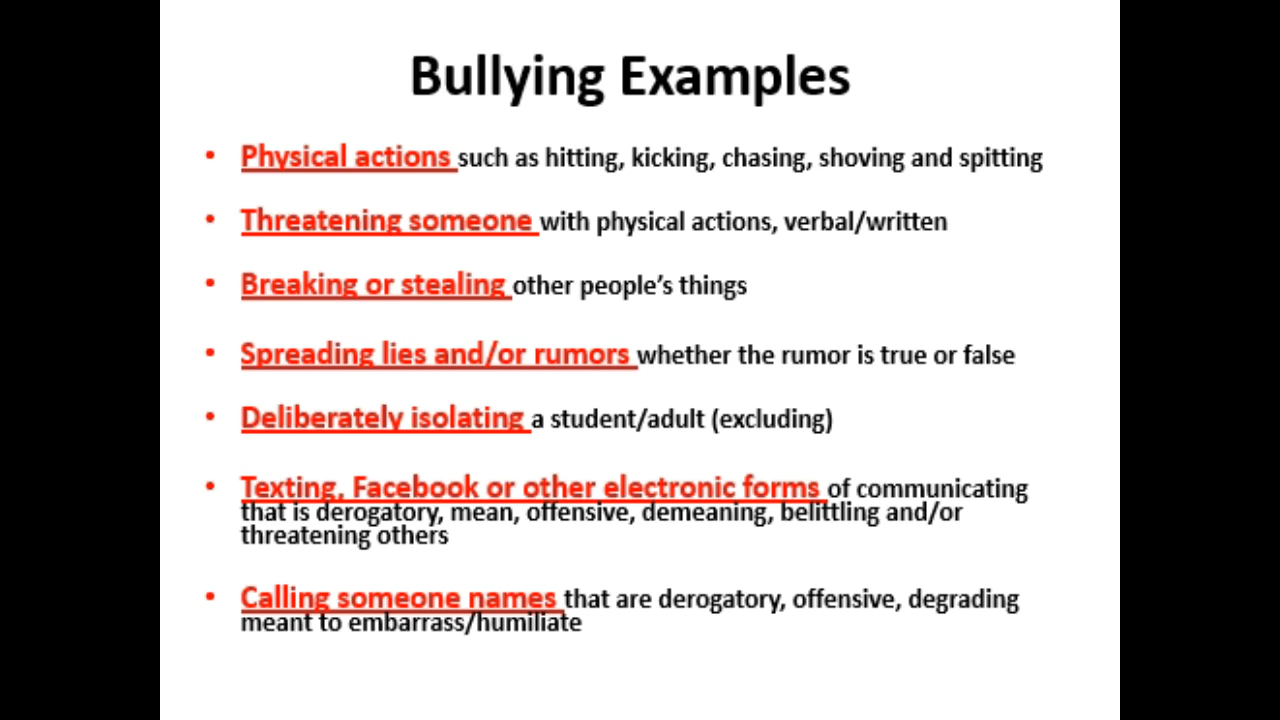 Bullying Examples
• Physical actions such as hitting, kicking, chasing, shoving and spitting
• Threatening someone with physical actions, verbal/written
• Breaking or stealing other people’s things
• Spreading lies and/or rumors whether the rumor is true or false
• Deliberately isolating a student/adult (excluding)
• Texting, Facebook or other electronic forms of communicating
that is derogatory, mean, offensive, demeaning, belittling and/or
threatening others
• Calling someone names that are derogatory, offensive, degrading
meant to embarrass/humiliate